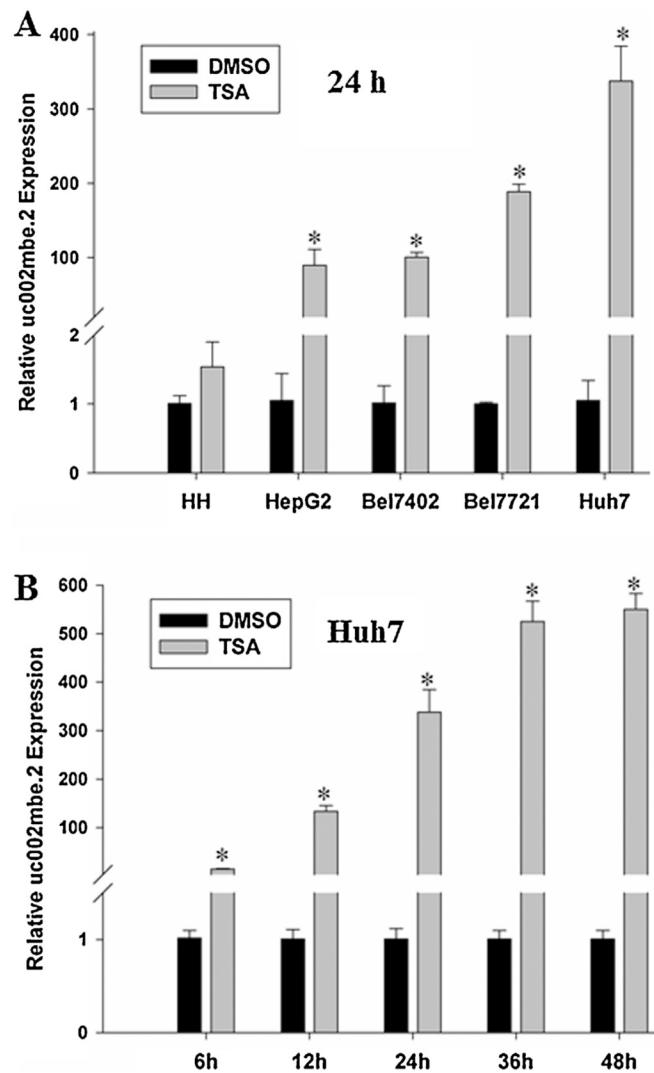 A
Relative uc002mbe.2 Expression
400
300
200
100
2
1
0
DMSO
TSA
24 h
*
*
*
*
HH HepG2 Bel7402 Bel7721 Huh7
B
Relative uc002mbe.2 Expression
600
500
400
300
200
100
1
0
DMSO
TSA
Huh7
*
*
*
*
*
6h 12h 24h 36h 48h